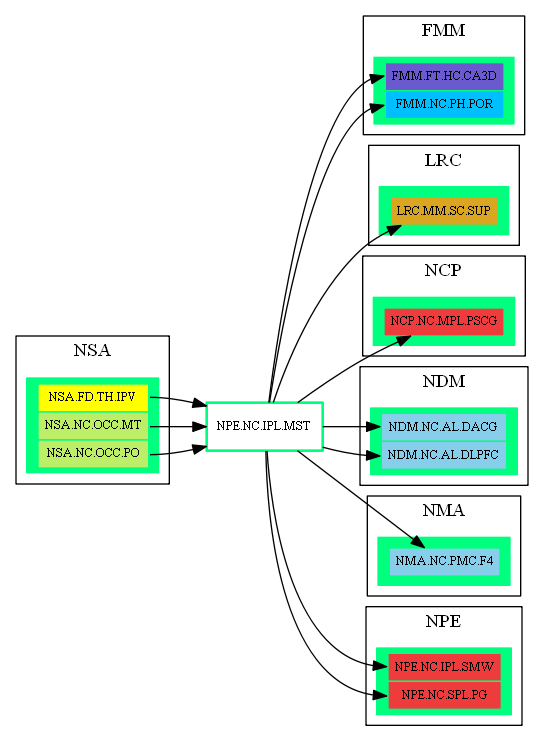 FMM
FMM.FT.HC.CA3D
FMM.NC.PH.POR
LRC
LRC.MM.SC.SUP
NCP
NCP.NC.MPL.PSCG
NSA
NSA.FD.TH.IPV
NSA.NC.OCC.MT
NSA.NC.OCC.PO
NPE.NC.IPL.MST
NDM
NDM.NC.AL.DACG
NDM.NC.AL.DLPFC
NMA
NMA.NC.PMC.F4
NPE
NPE.NC.IPL.SMW
NPE.NC.SPL.PG